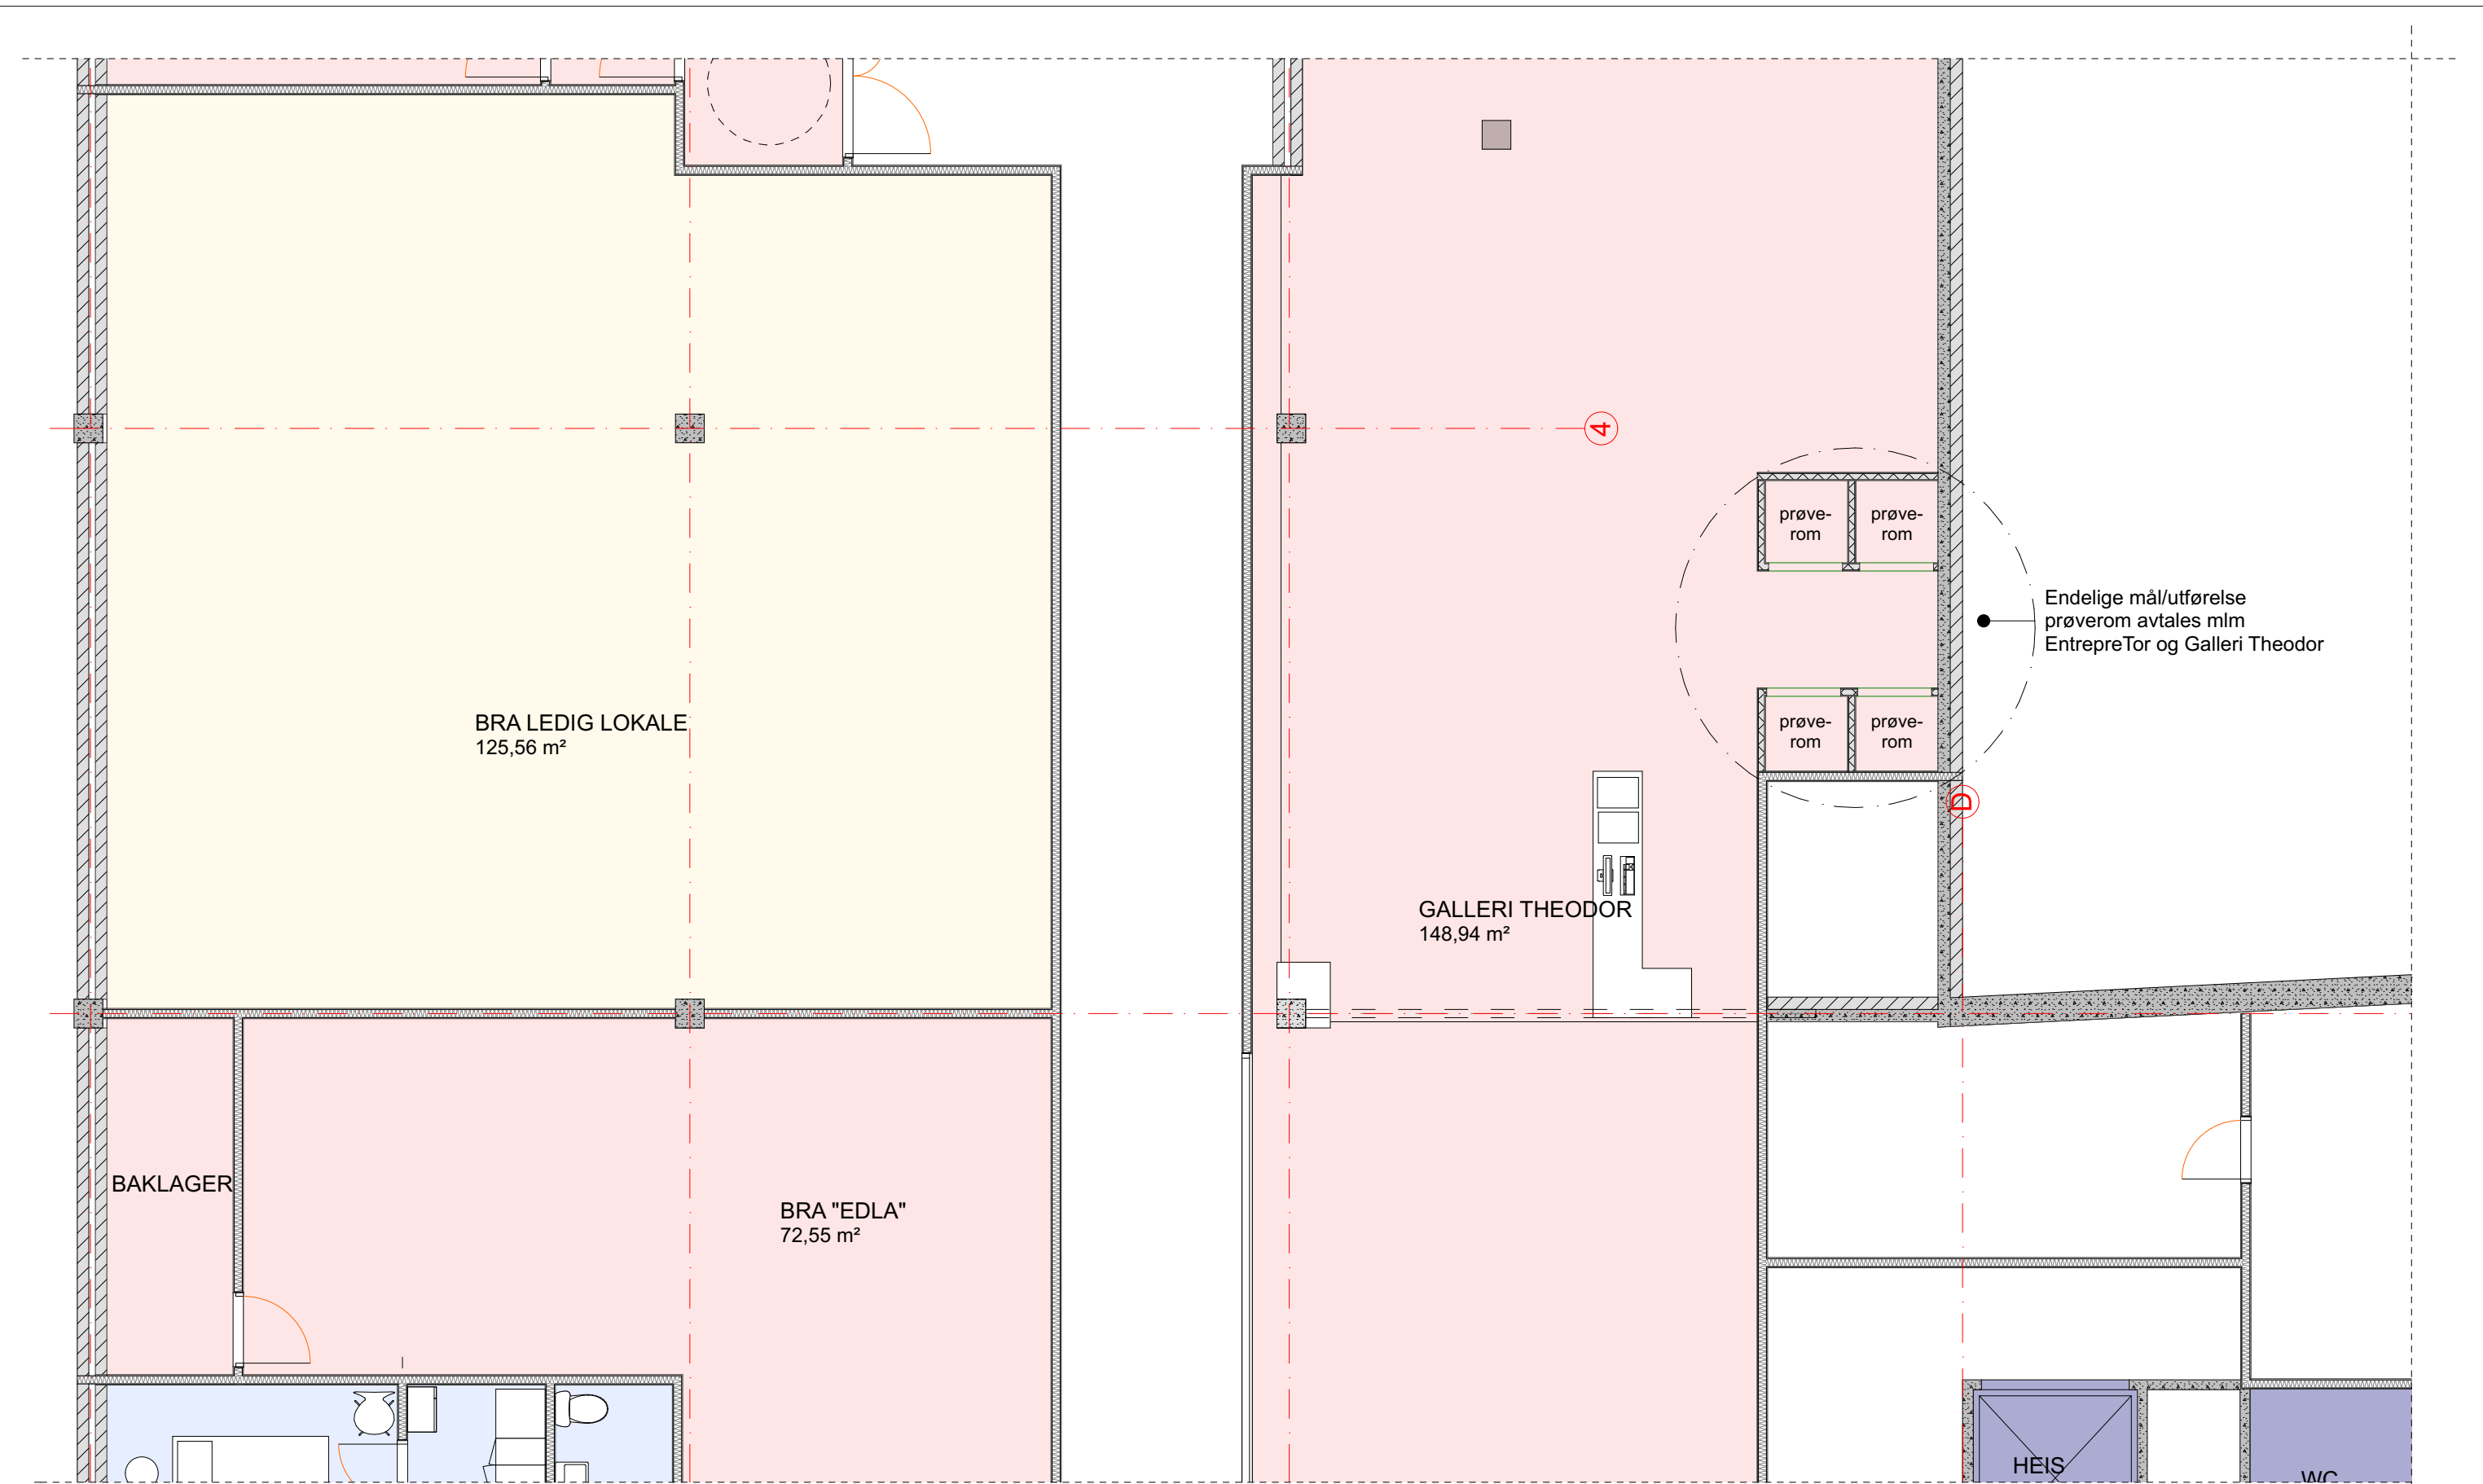 4
prøve-
rom
prøve-
rom
Endelige mål/utførelse
prøverom avtales mlm
EntrepreTor og Galleri Theodor
BRA LEDIG LOKALE
125,56 m²
prøve-
rom
prøve-
rom
D
GALLERI THEODOR
148,94 m²
BAKLAGER
BRA "EDLA"
72,55 m²
HEIS
WC